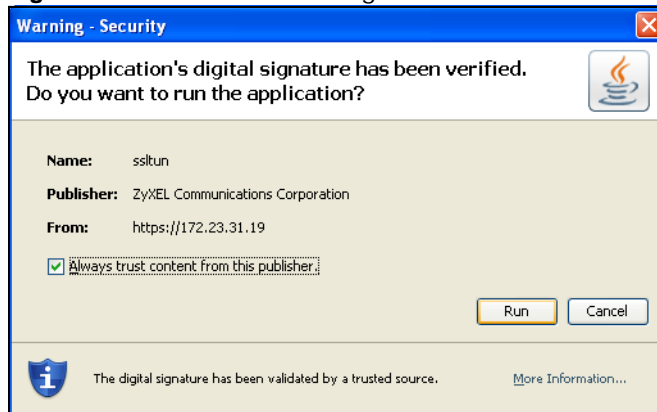 Warning - Security
The application's digital signature has been verified.
Do you want to run the application?
Name: ssltun
Publisher: ZyXEL Communications Corporation
From: https://172.23.31.19
Always trust content from this publisher.
Run Cancel
The digital signature has been validated by a trusted source. More Information...